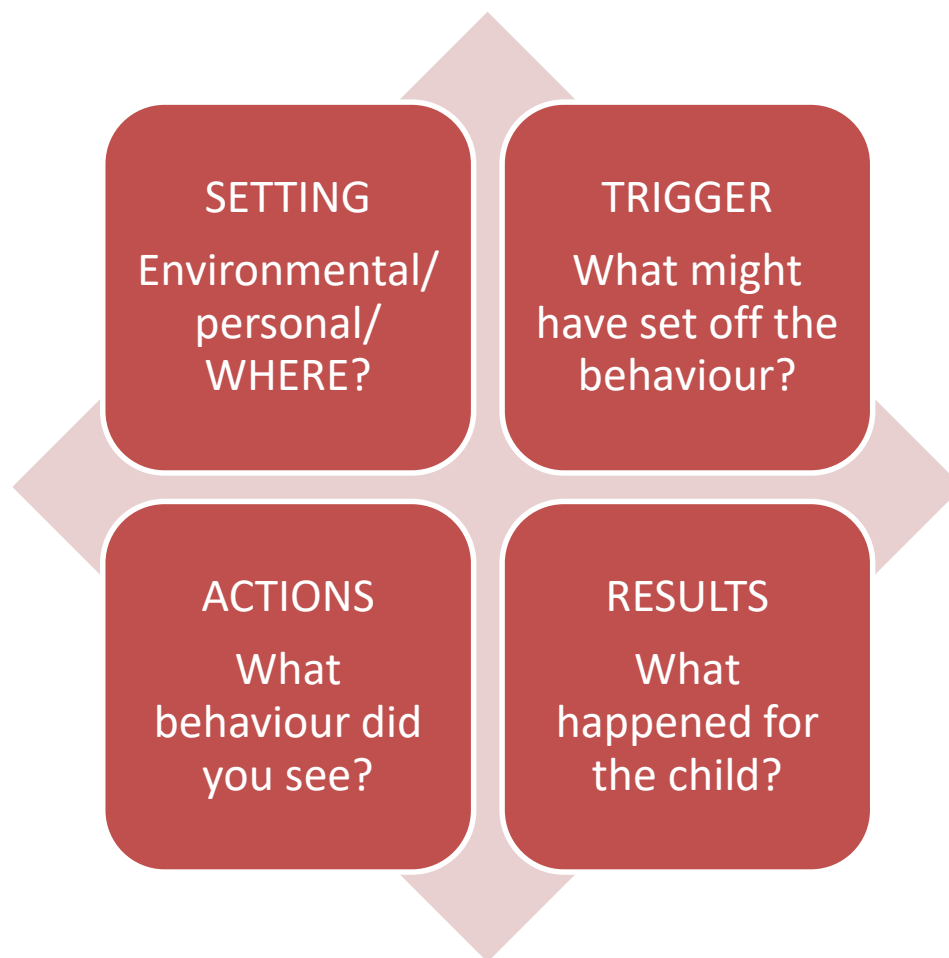 SETTING
Environmental/
personal/
WHERE?
TRIGGER
What might
have set off the
behaviour?
ACTIONS
What
behaviour did
you see?
RESULTS
What
happened for
the child?